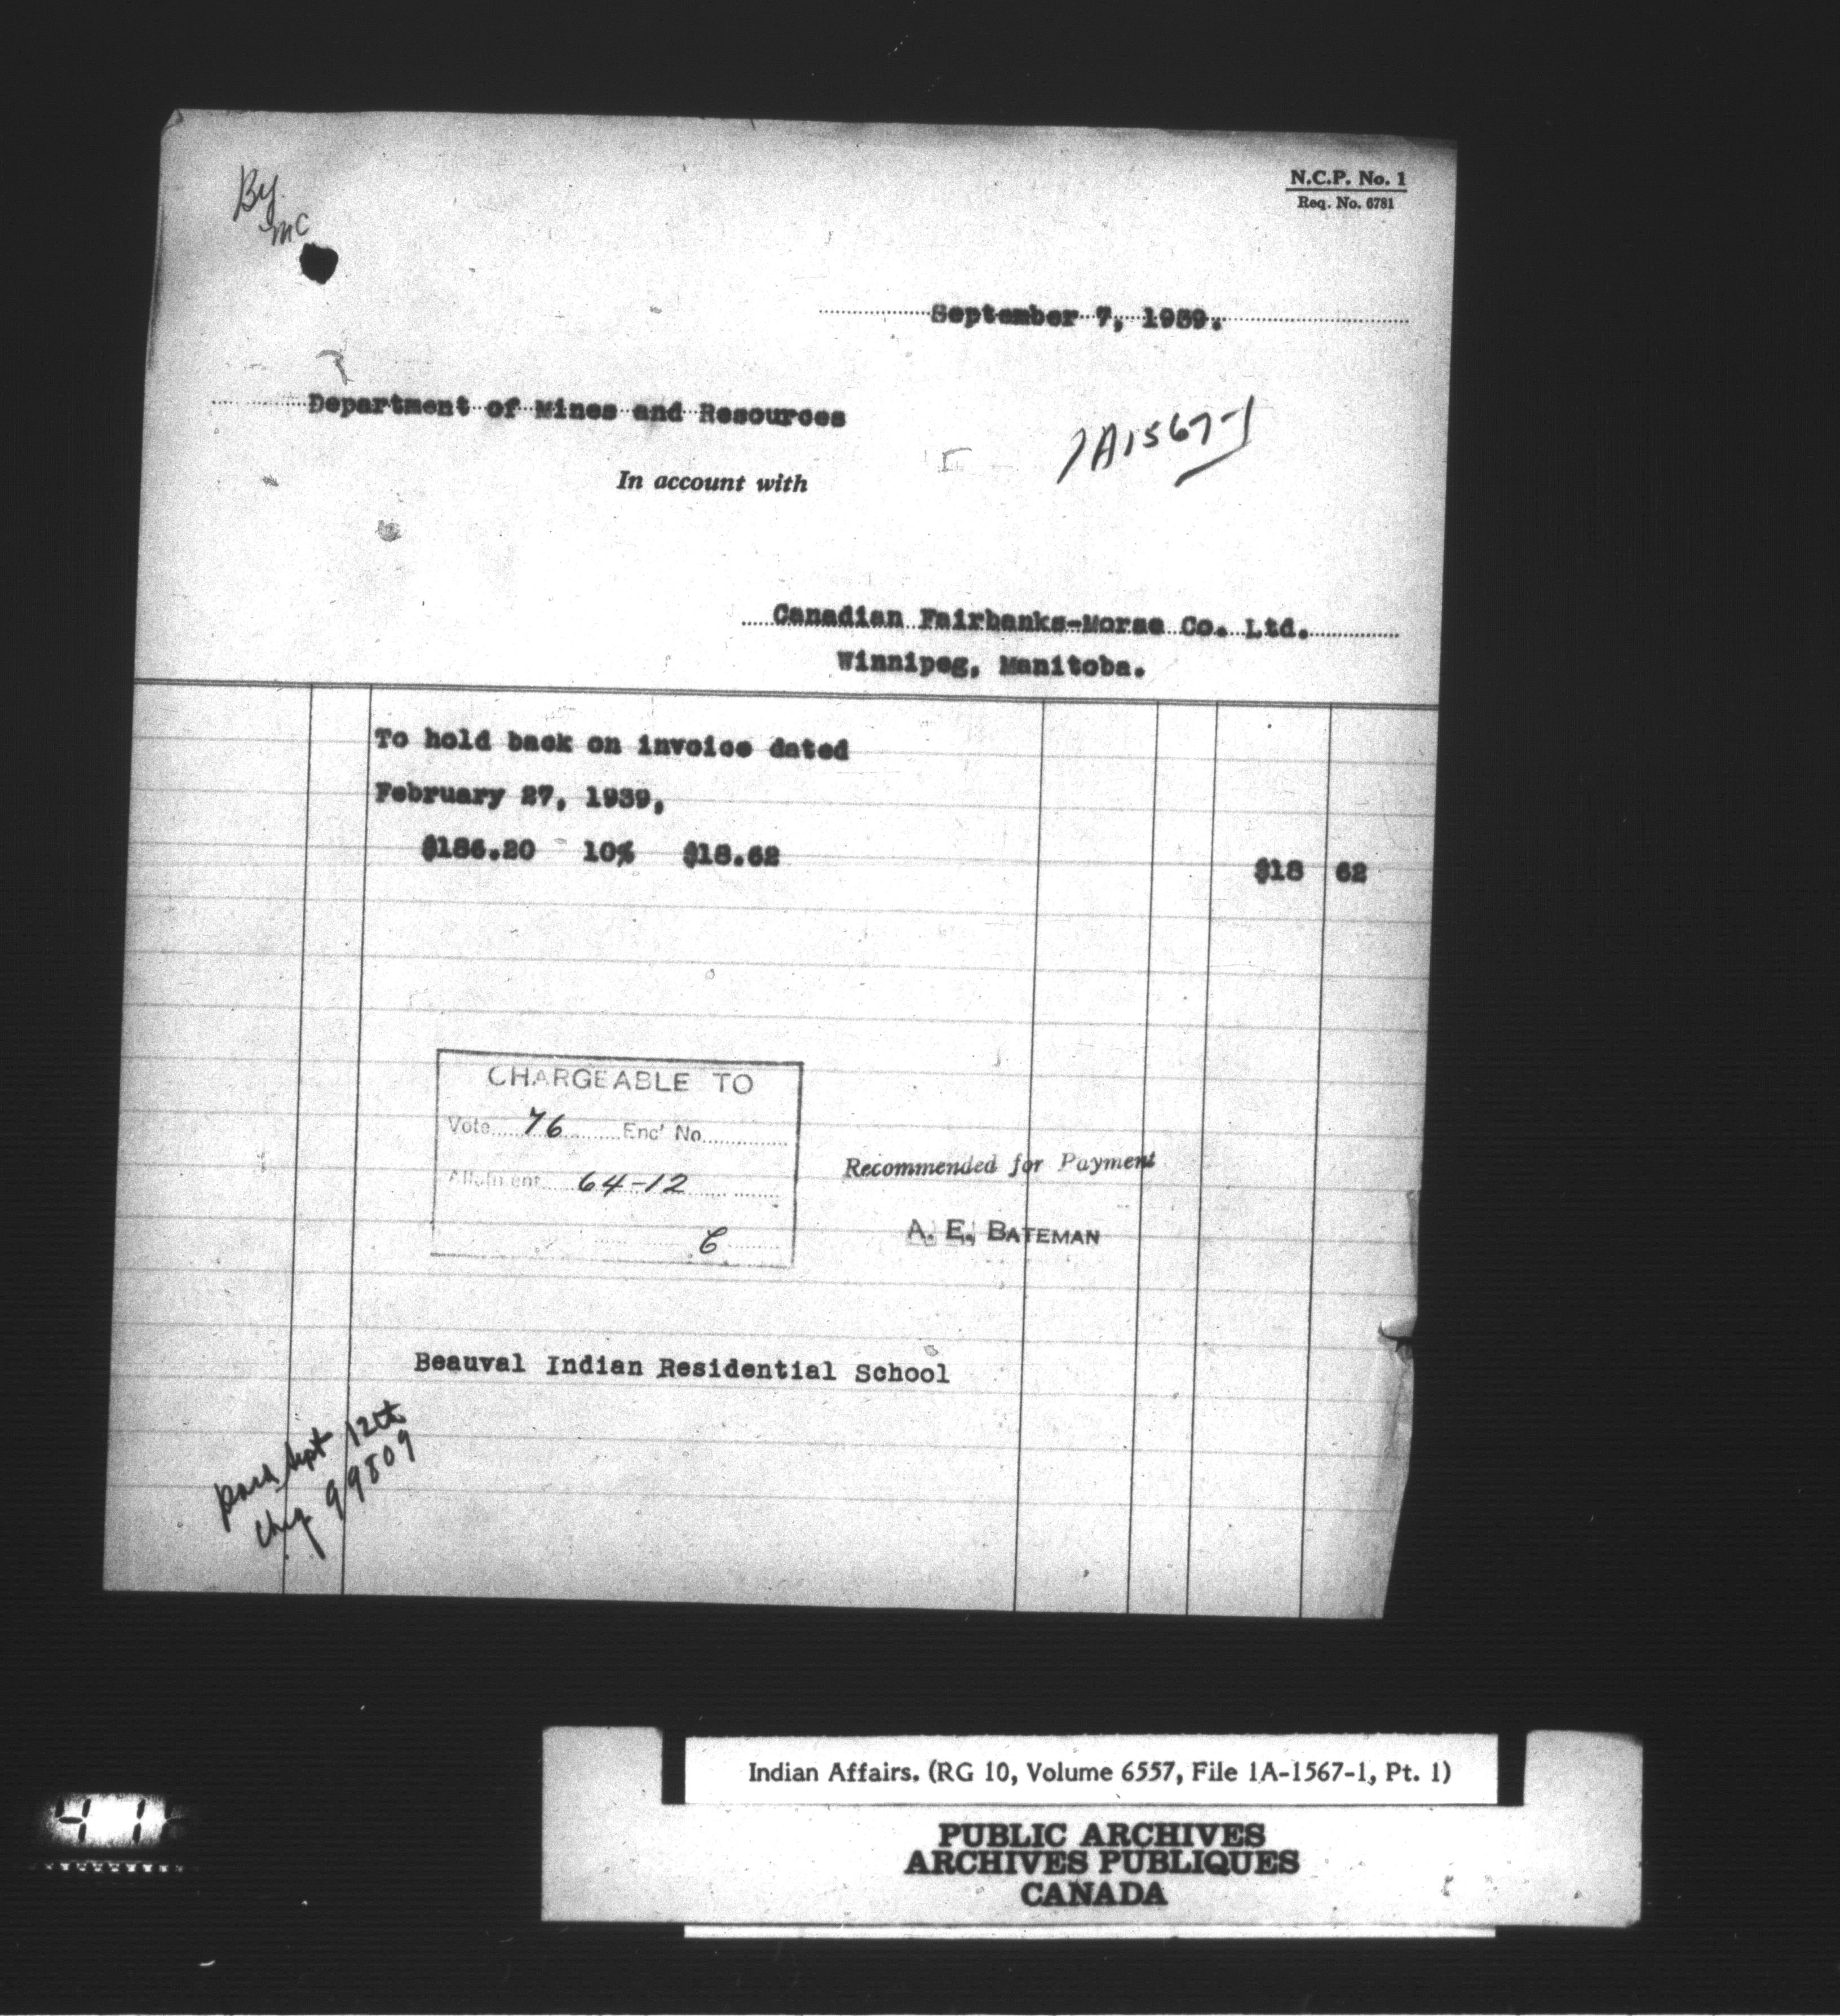 By.
mc
N.C.P. No. 1
Req. No. 6781
September 7, 1939.
Department of Mines and Resources
1A1567-1
In account with
Canadian Fairbanks-Morse Co. Ltd.
Winnipeg, Manitoba.
To hold back on invoice dated
February 27, 1939,
$186.20 10% $18.62
$18 62
CHARGEABLE TO
Vote 76 Enc' No.
Allotment 64-12
C
Recommended for Payment
A. E. BATEMAN
Beauval Indian Residential School
paid Sept 12th
chq 99809
41
Indian Affairs. (RG 10, Volume 6557, File 1A-1567-1, Pt. 1)
PUBLIC ARCHIVES
ARCHIVES PUBLIQUES
CANADA